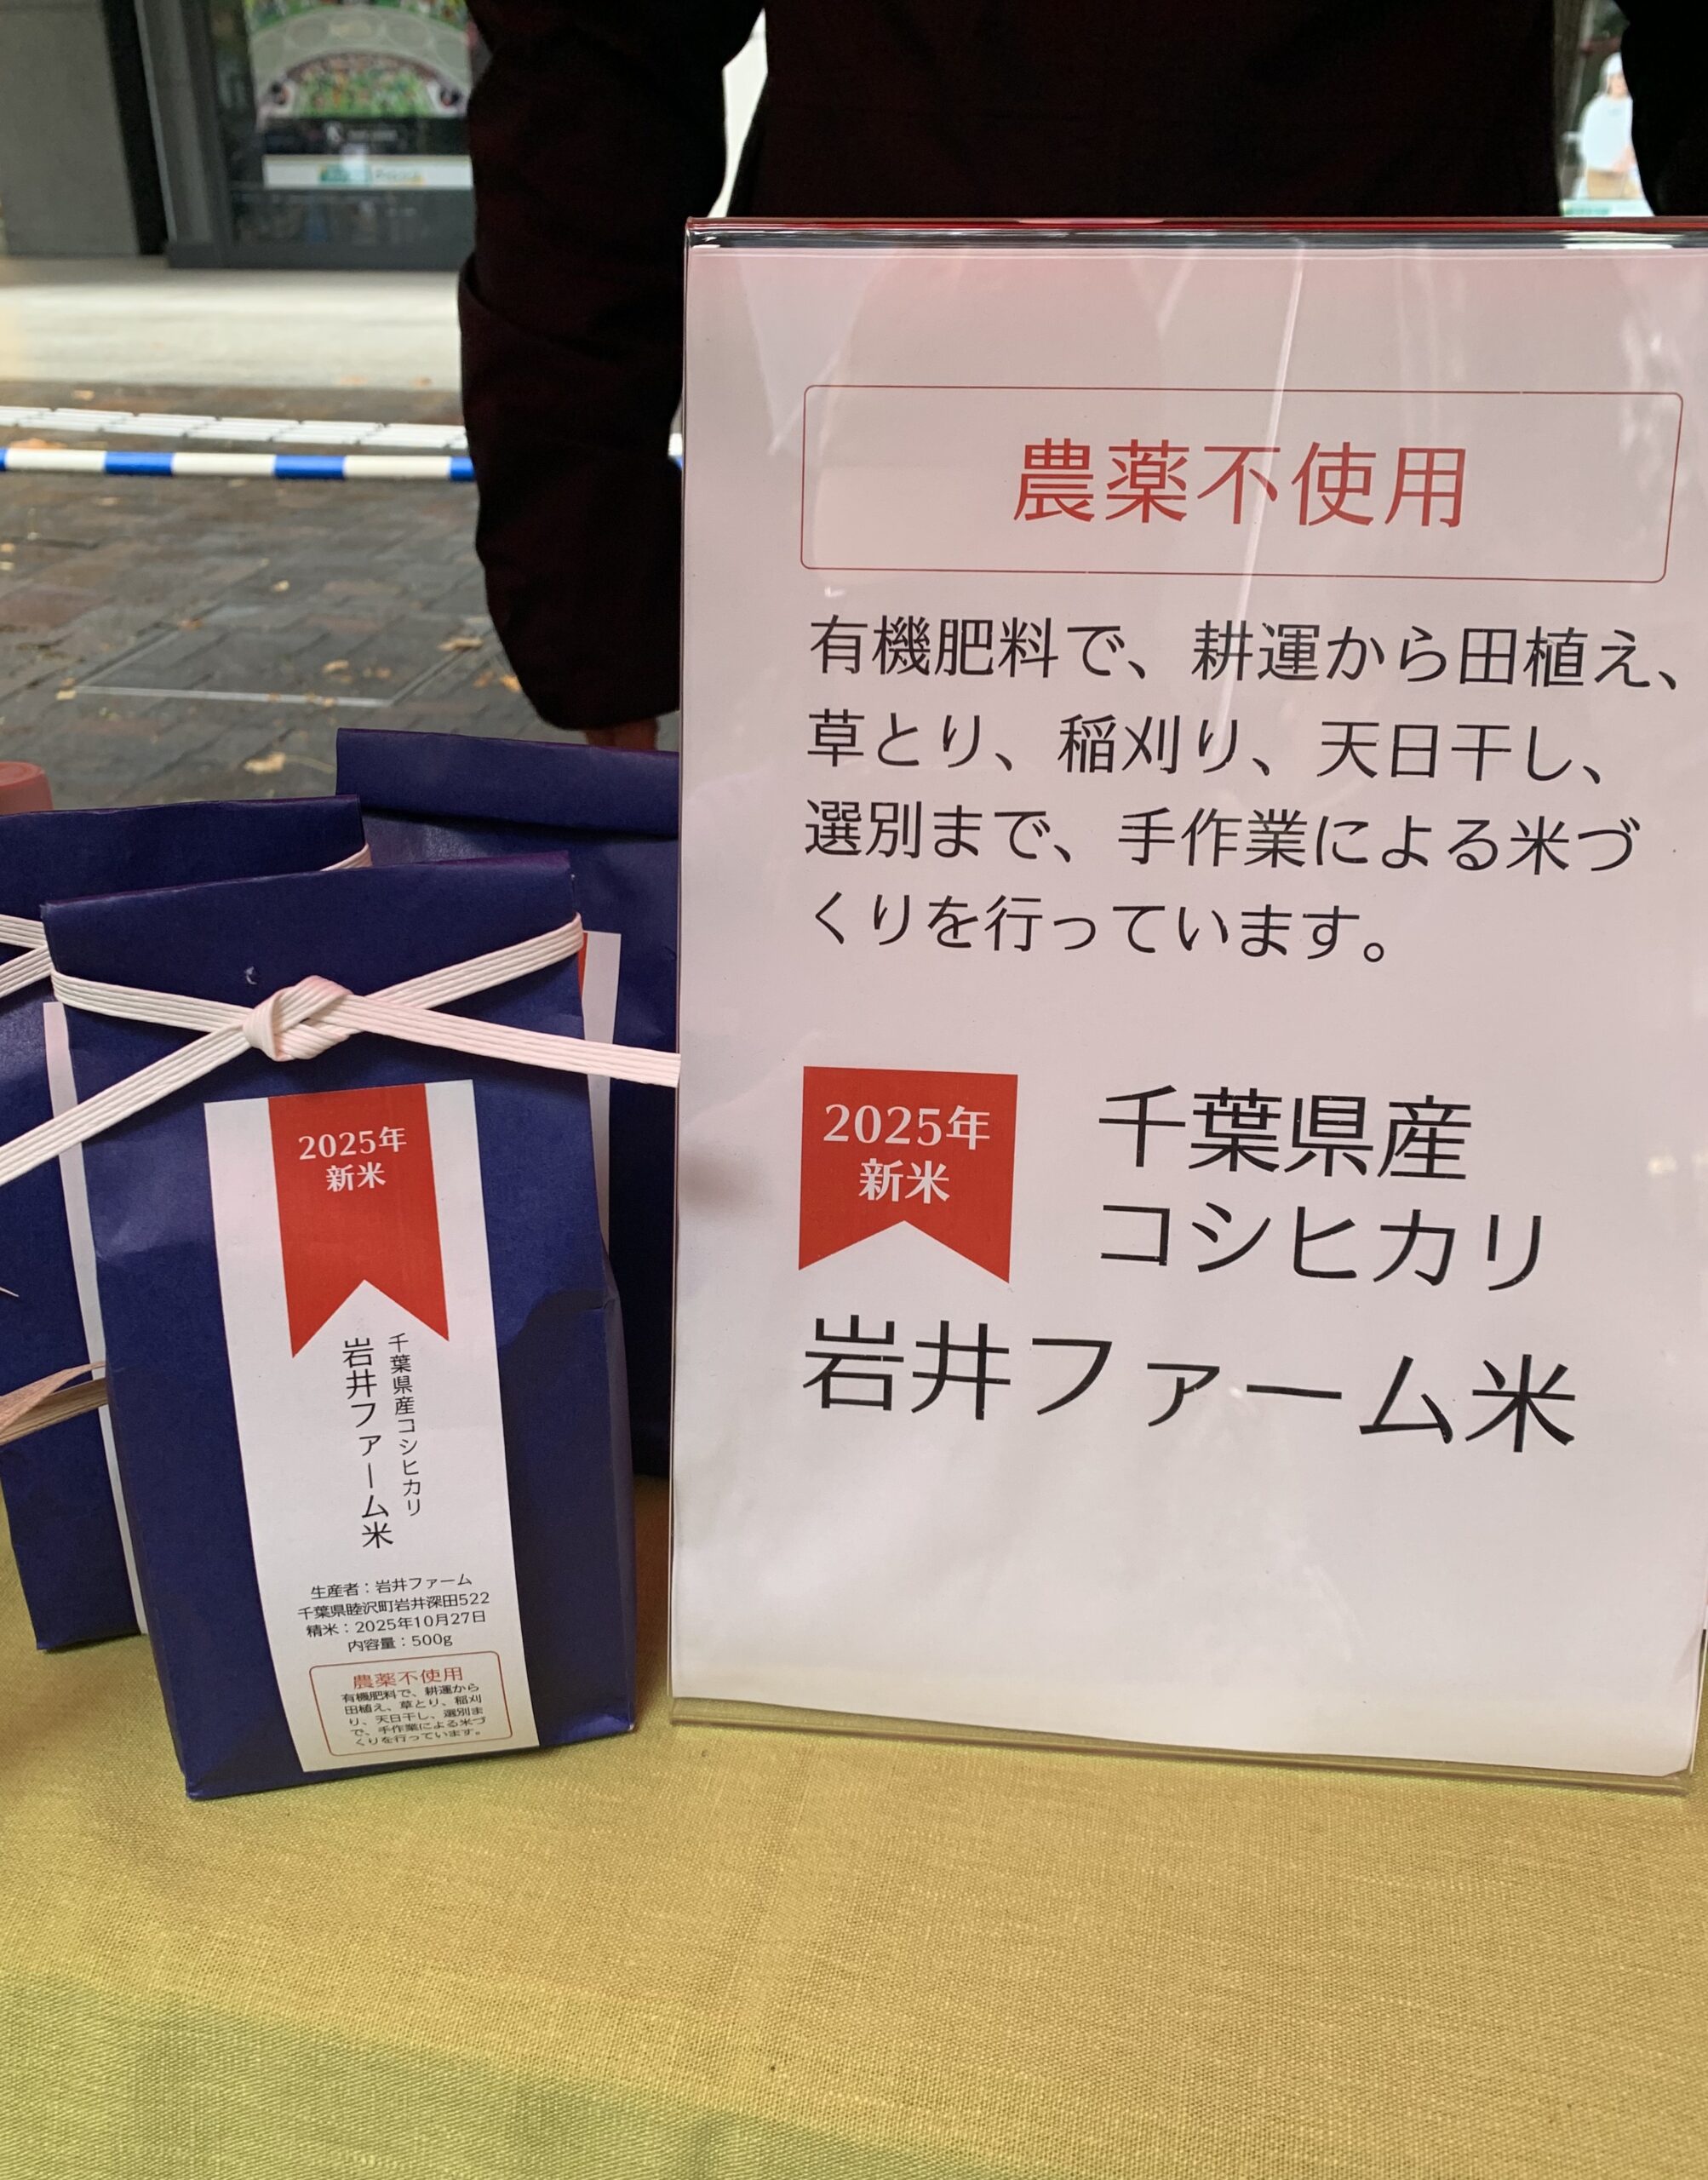 農薬不使用
有機肥料で、耕運から田植え、
草とり、稲刈り、天日干し、
選別まで、手作業による米づ
くりを行っています。
2025年
新米
千葉県産
コシヒカリ
岩井ファーム米
2025年
新米
千葉県産コシヒカリ
岩井ファーム米
生産者：岩井ファーム
千葉県睦沢町岩井深田522
精米：2025年10月27日
内容量：500g
農薬不使用
有機肥料で、耕運から
田植え、草とり、稲刈
り、天日干し、選別ま
で、手作業による米づ
くりを行っています。